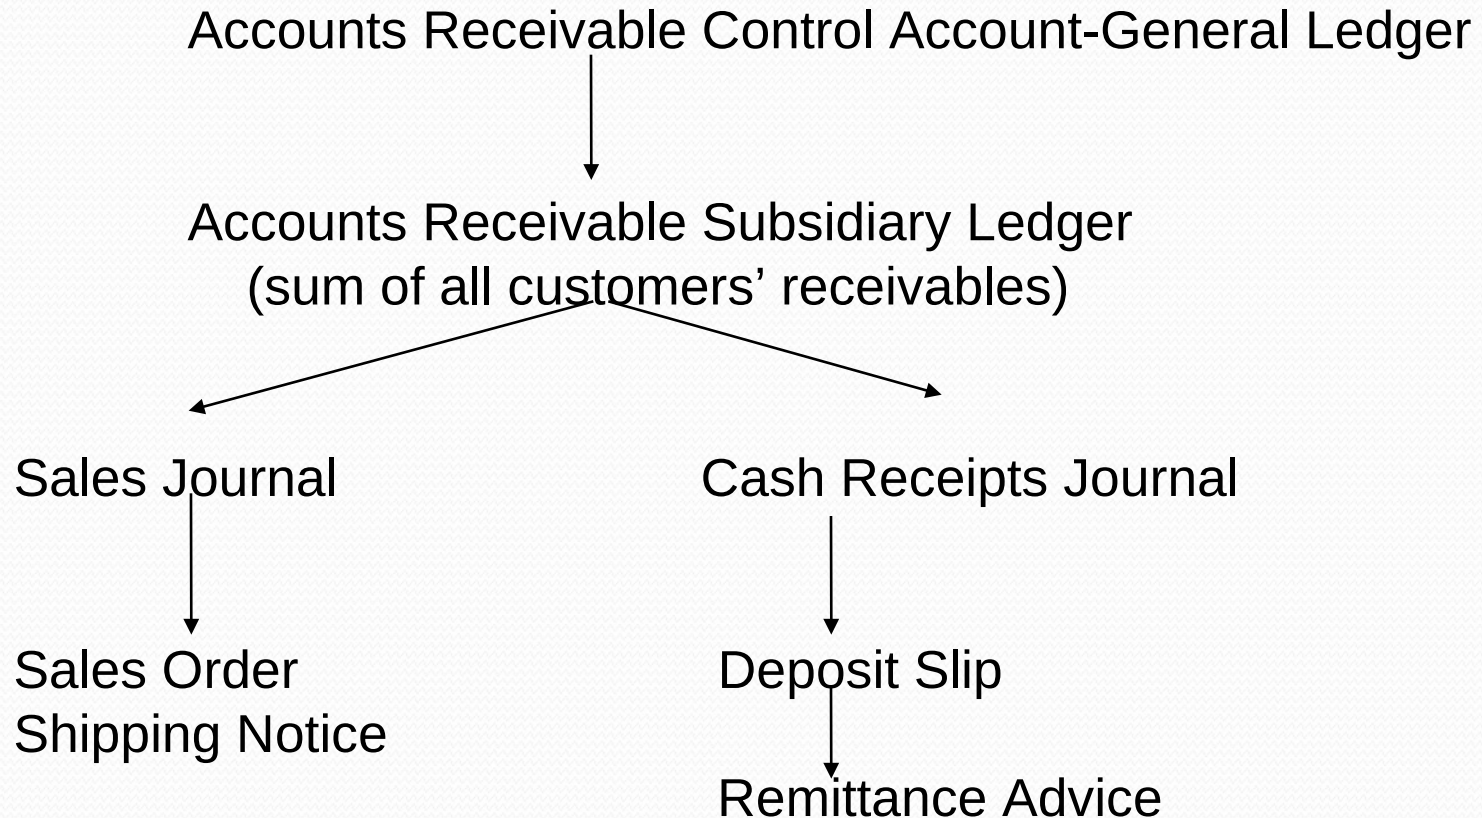 Accounts Receivable Control Account-General Ledger
Accounts Receivable Subsidiary Ledger
(sum of all customers’ receivables)
Sales Journal
Cash Receipts Journal
Sales Order
Shipping Notice
Deposit Slip
Remittance Advice